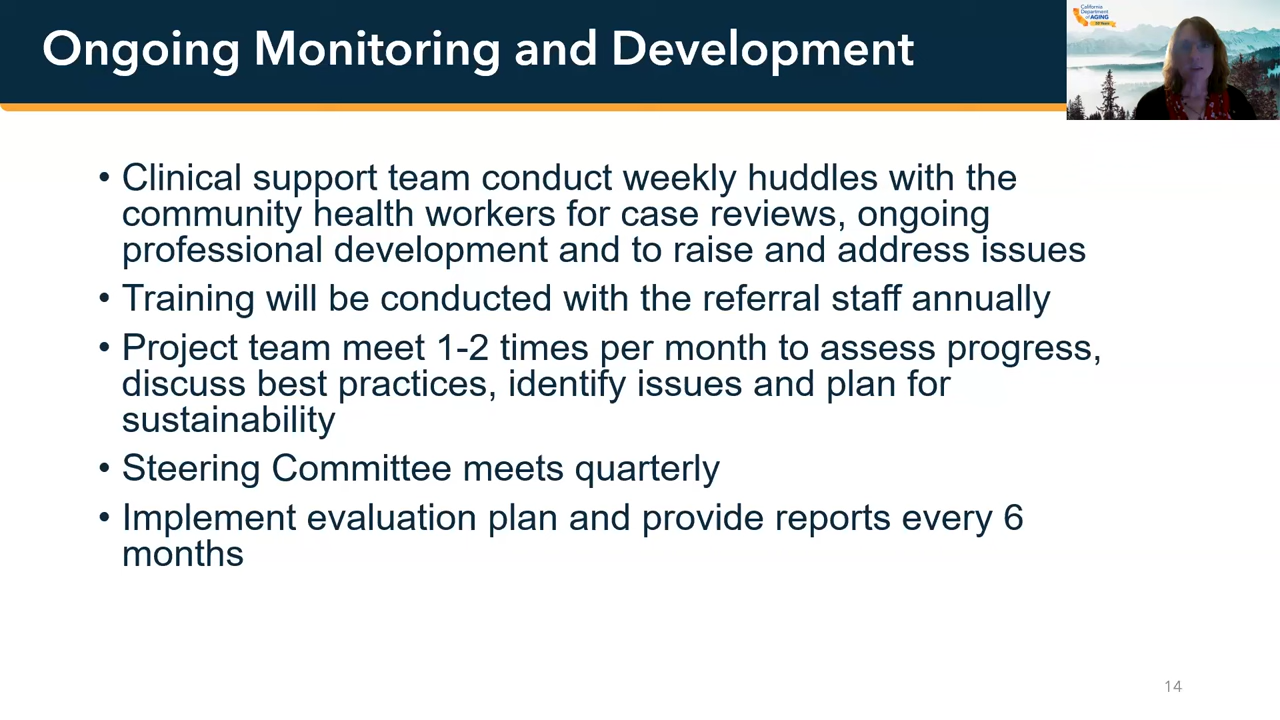 Ongoing Monitoring and Development
California
Department
of AGING
• Clinical support team conduct weekly huddles with the
community health workers for case reviews, ongoing
professional development and to raise and address issues
• Training will be conducted with the referral staff annually
• Project team meet 1-2 times per month to assess progress,
discuss best practices, identify issues and plan for
sustainability
• Steering Committee meets quarterly
• Implement evaluation plan and provide reports every 6
months
14